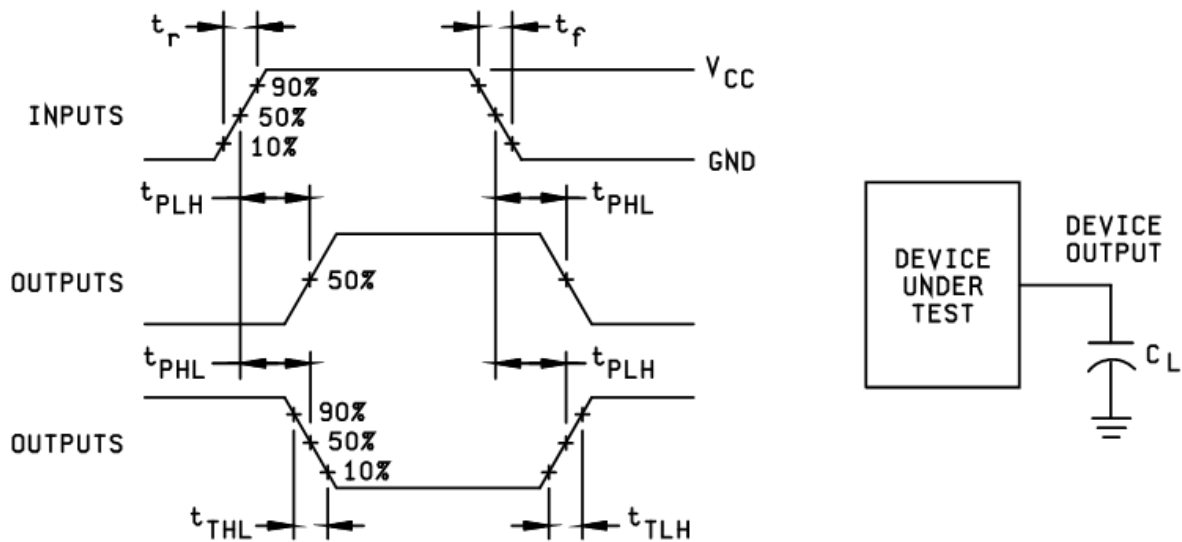 tr
tf
VCC
90%
INPUTS
50%
10%
GND
tPLH
tPHL
OUTPUTS
50%
tPHL
tPLH
90%
OUTPUTS
50%
10%
tTHL
tTLH
DEVICE
UNDER
TEST
DEVICE
OUTPUT
CL